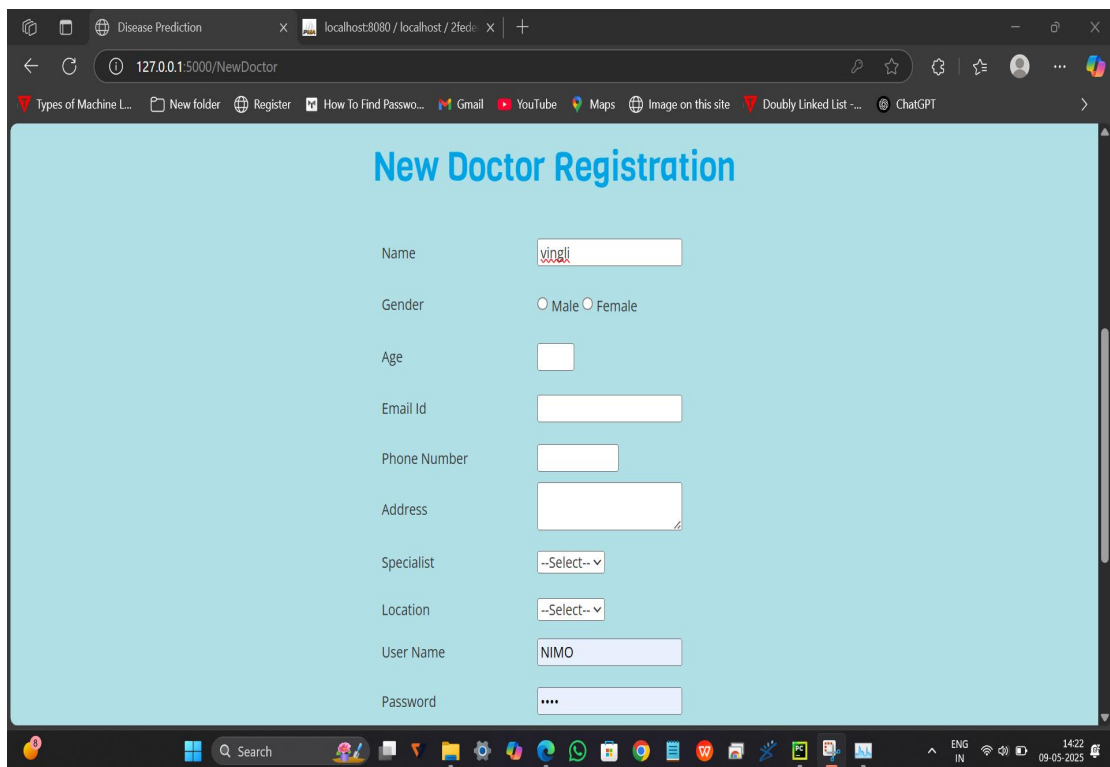 Disease Prediction
localhost:8080 / localhost / 2fede
127.0.0.1:5000/NewDoctor
Types of Machine L... New folder Register How To Find Passwo... Gmail YouTube Maps Image on this site Doubly Linked List -... ChatGPT
New Doctor Registration
Name vingli
Gender Male Female
Age
Email Id
Phone Number
Address
Specialist --Select--
Location --Select--
User Name NIMO
Password ••••
8 Search ENG 14:22
IN 09-05-2025